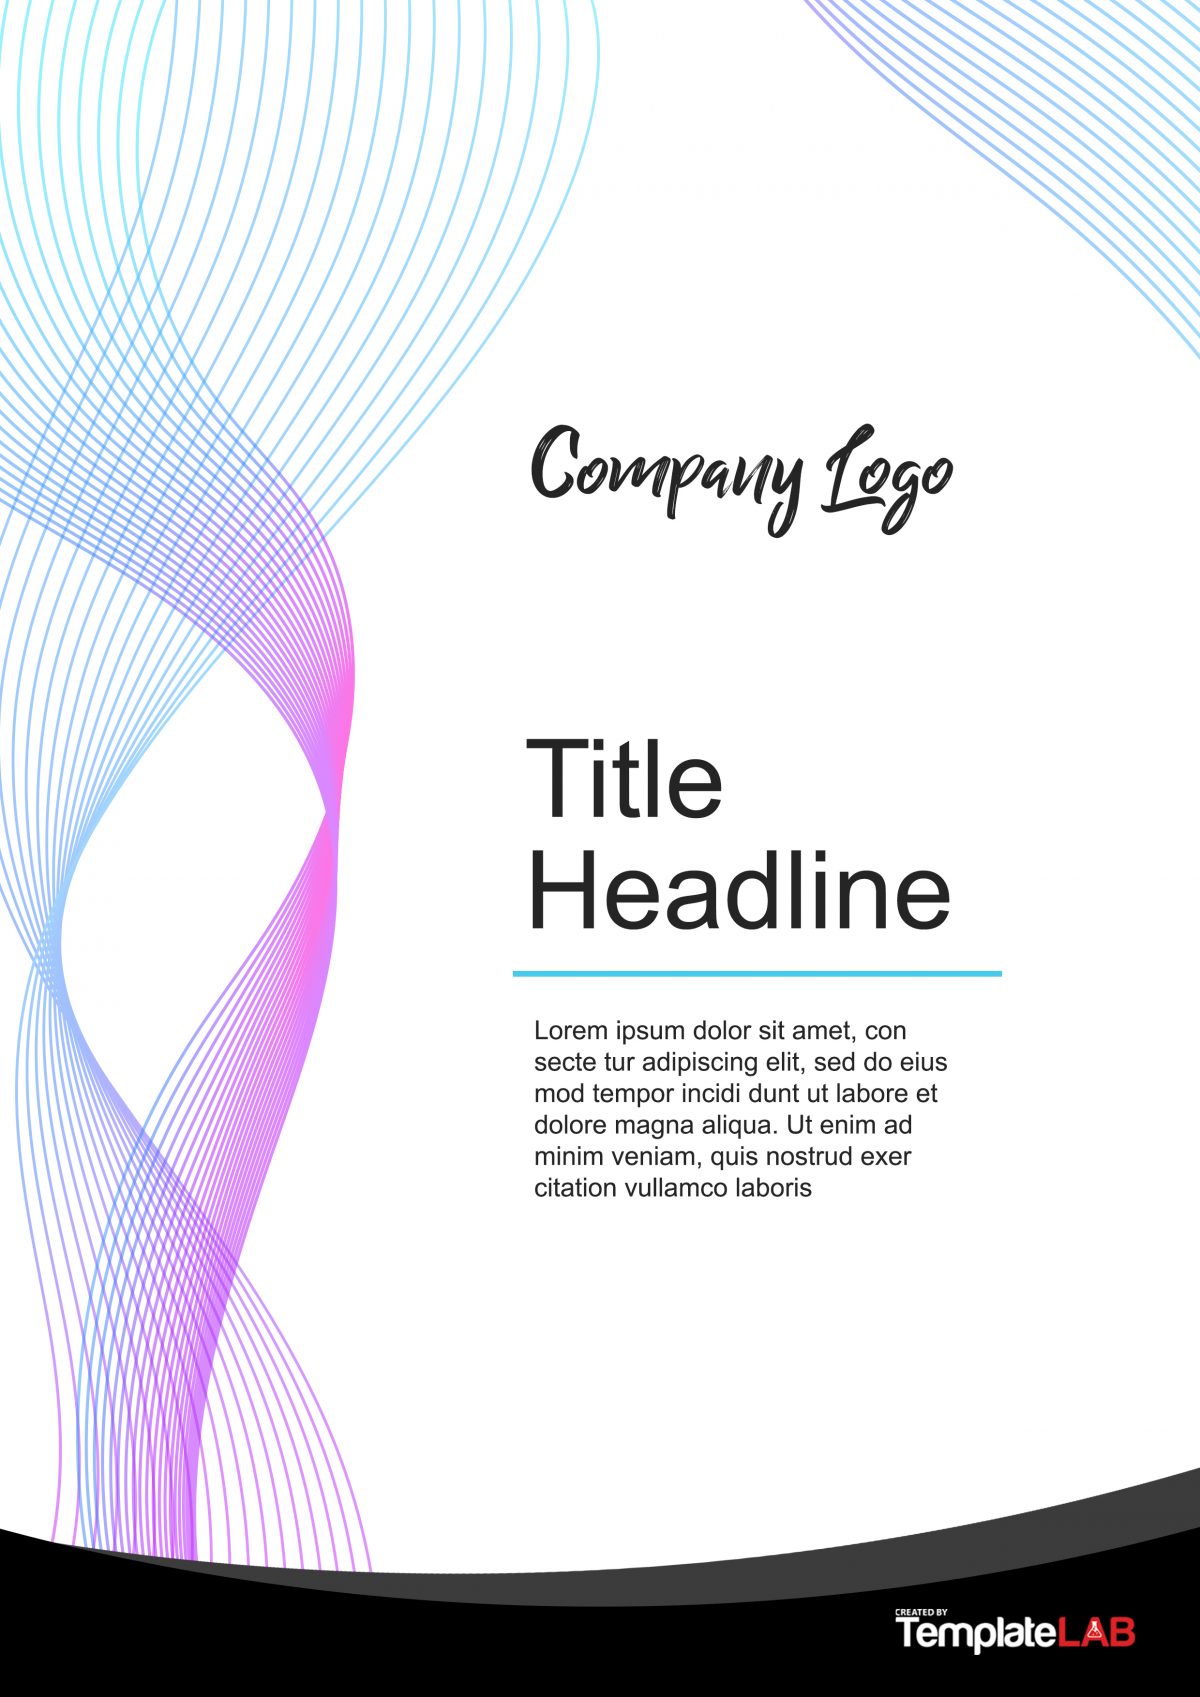 Company Logo
Title
Headline
Lorem ipsum dolor sit amet, con
secte tur adipiscing elit, sed do eius
mod tempor incidi dunt ut labore et
dolore magna aliqua. Ut enim ad
minim veniam, quis nostrud exer
citation vullamco laboris
CREATED BY
TemplateLAB